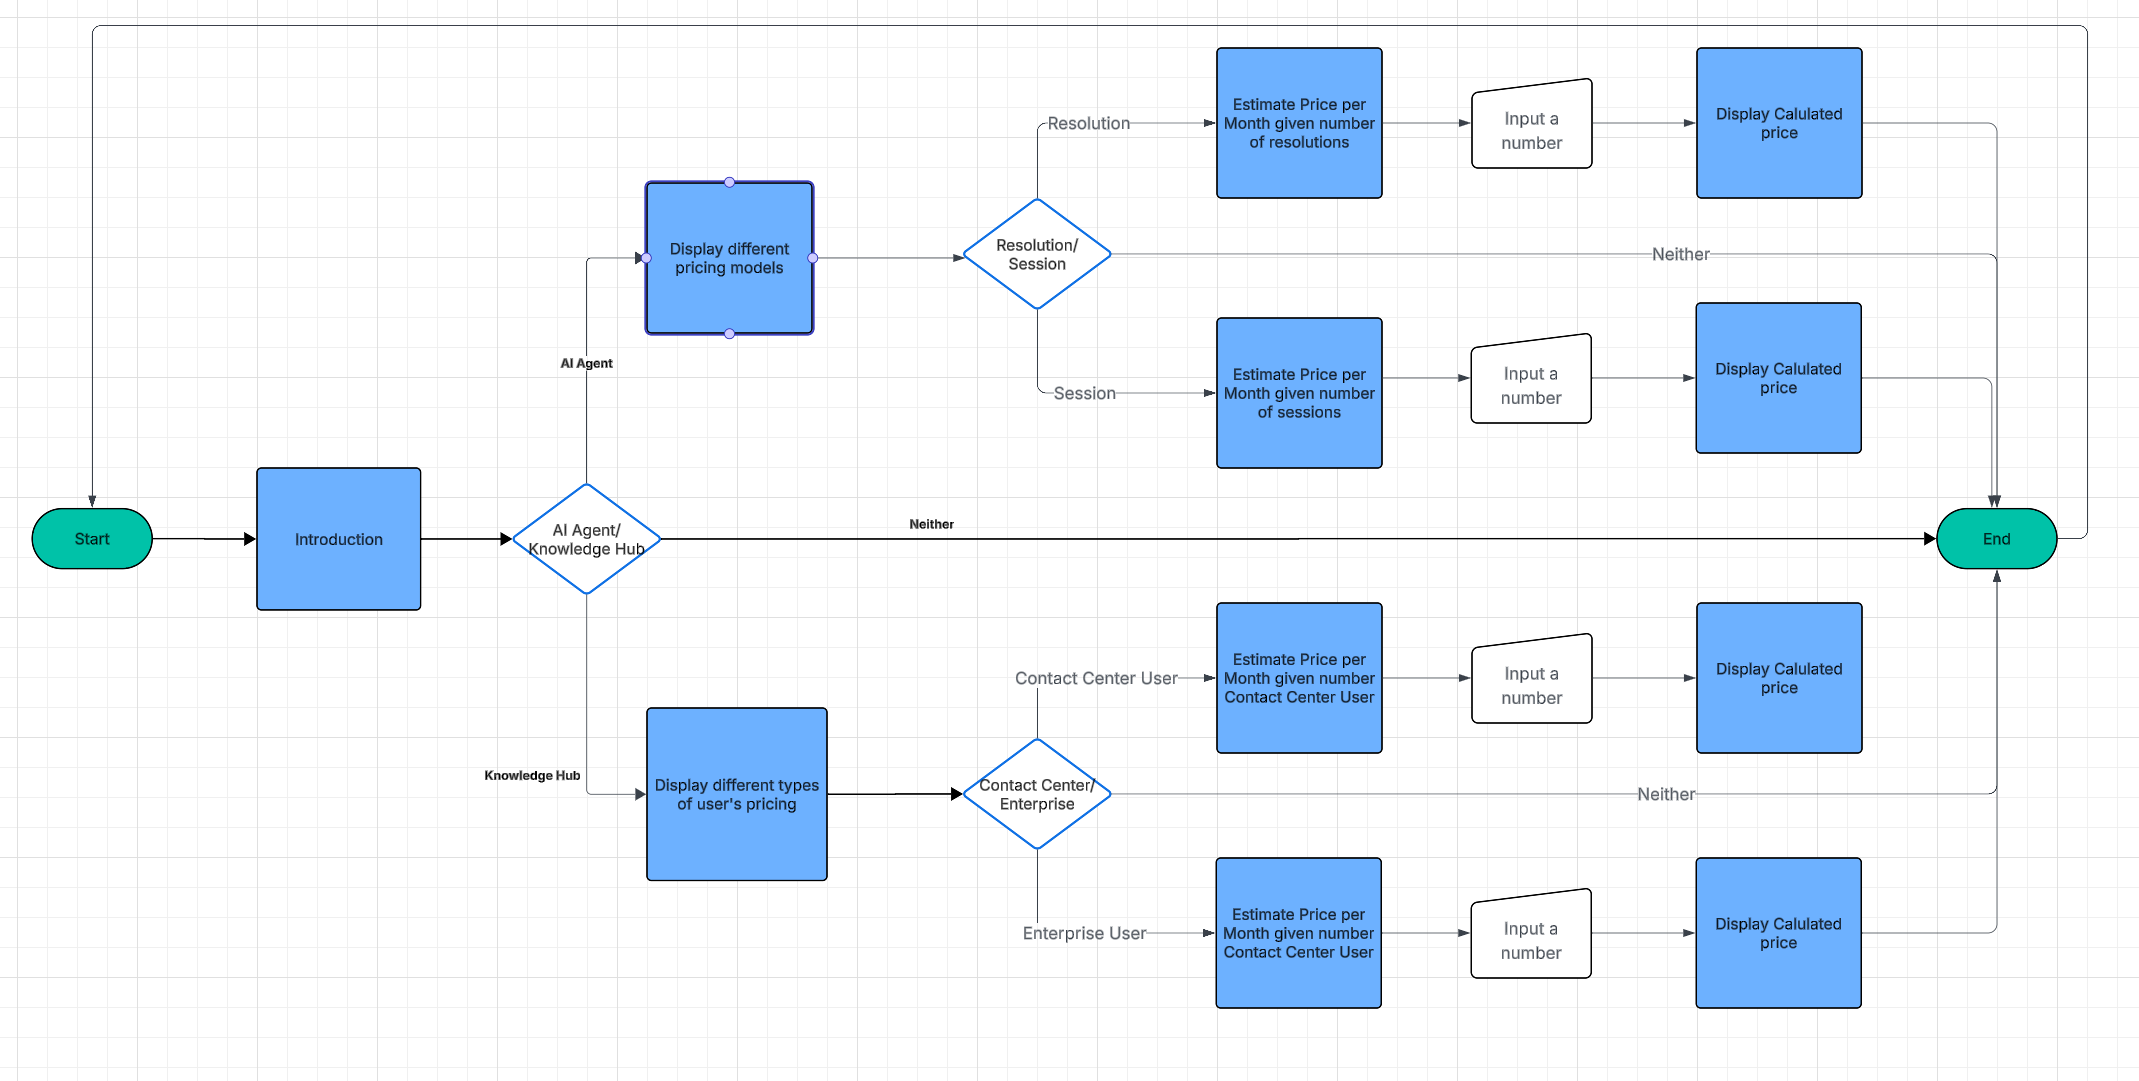 Estimate Price per
Month given number
of resolutions
Input a
number
Display Calulated
price
Resolution
Display different
pricing models
Resolution/
Session
Neither
Session
Estimate Price per
Month given number
of sessions
Input a
number
Display Calulated
price
AI Agent
Start
Introduction
AI Agent/
Knowledge Hub
Neither
End
Knowledge Hub
Display different types
of user's pricing
Contact Center/
Enterprise
Contact Center User
Estimate Price per
Month given number
Contact Center User
Input a
number
Display Calulated
price
Neither
Enterprise User
Estimate Price per
Month given number
Contact Center User
Input a
number
Display Calulated
price